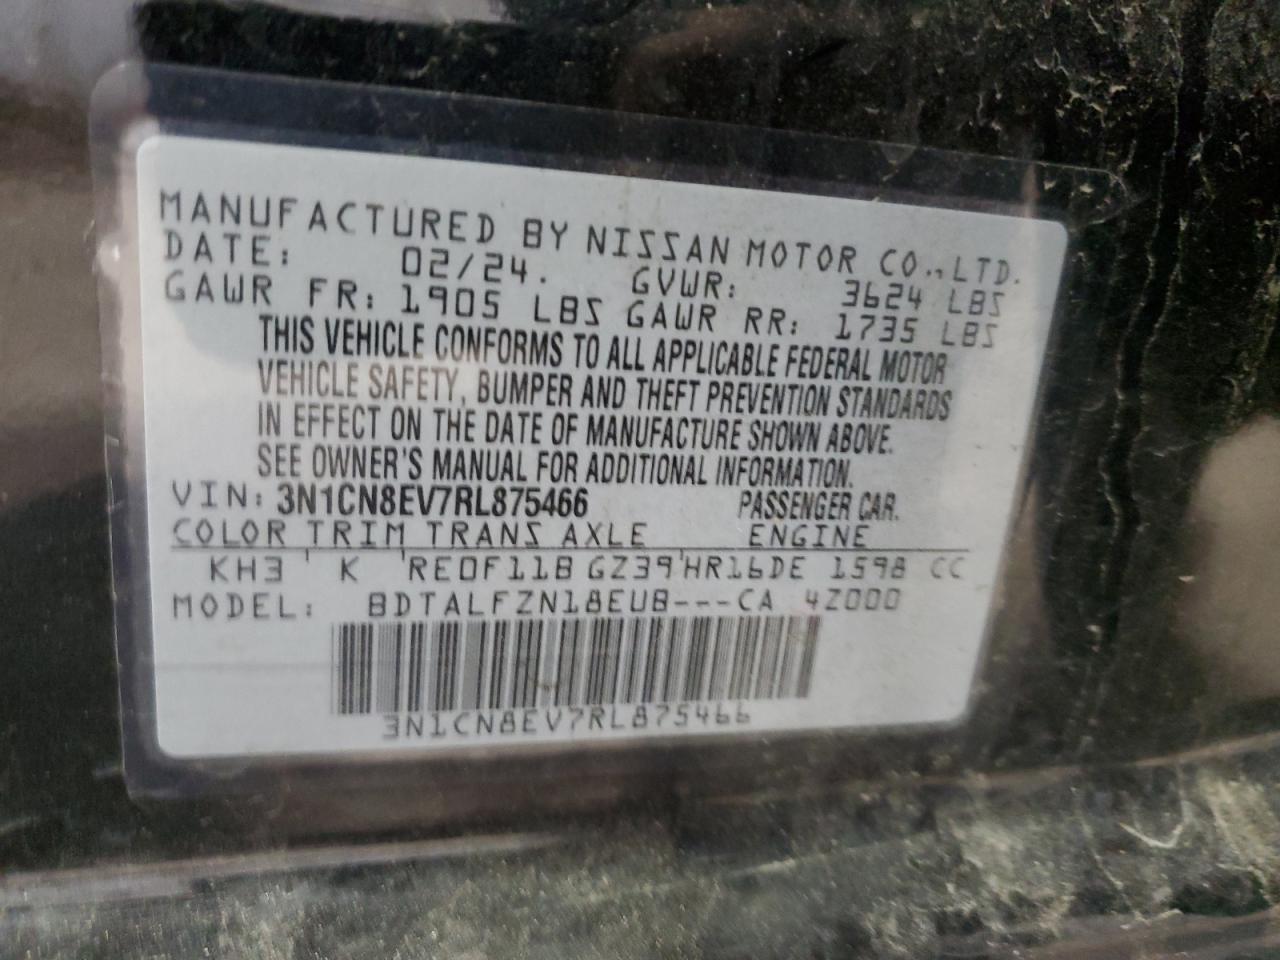 MANUFACTURED BY NISSAN MOTOR CO., LTD.
DATE: 02/24. GVWR: 3624 LBS
GAWR FR: 1905 LBS GAWR RR: 1735 LBS
THIS VEHICLE CONFORMS TO ALL APPLICABLE FEDERAL MOTOR
VEHICLE SAFETY, BUMPER AND THEFT PREVENTION STANDARDS
IN EFFECT ON THE DATE OF MANUFACTURE SHOWN ABOVE.
SEE OWNER'S MANUAL FOR ADDITIONAL INFORMATION.
VIN: 3N1CN8EV7RL875466 PASSENGER CAR.
COLOR TRIM TRANS AXLE ENGINE
KH3 ' K 'RE0F11B GZ39'HR16DE 1598 CC
MODEL: BDTALFZN18EUB---CA 4Z000
3N1CN8EV7RL875466